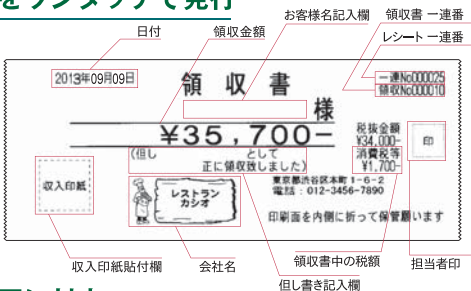 をワンタッチで発行
お客様名記入欄
領収書 一連番
日付
領収金額
レシート 一連番
2013年09月09日
領収書
一連No000025
領収No000010
様
¥35,700-
税抜金額
¥34,000-
消費税等
¥1,700-
印
(但し として
正に領収致しました)
収入印紙
レストラン
カシオ
東京都渋谷区本町1-6-2
電話:012-3456-7890
印刷面を内側に折って保管願います
収入印紙貼付欄
会社名
領収書中の税額
担当者印
但し書き記入欄